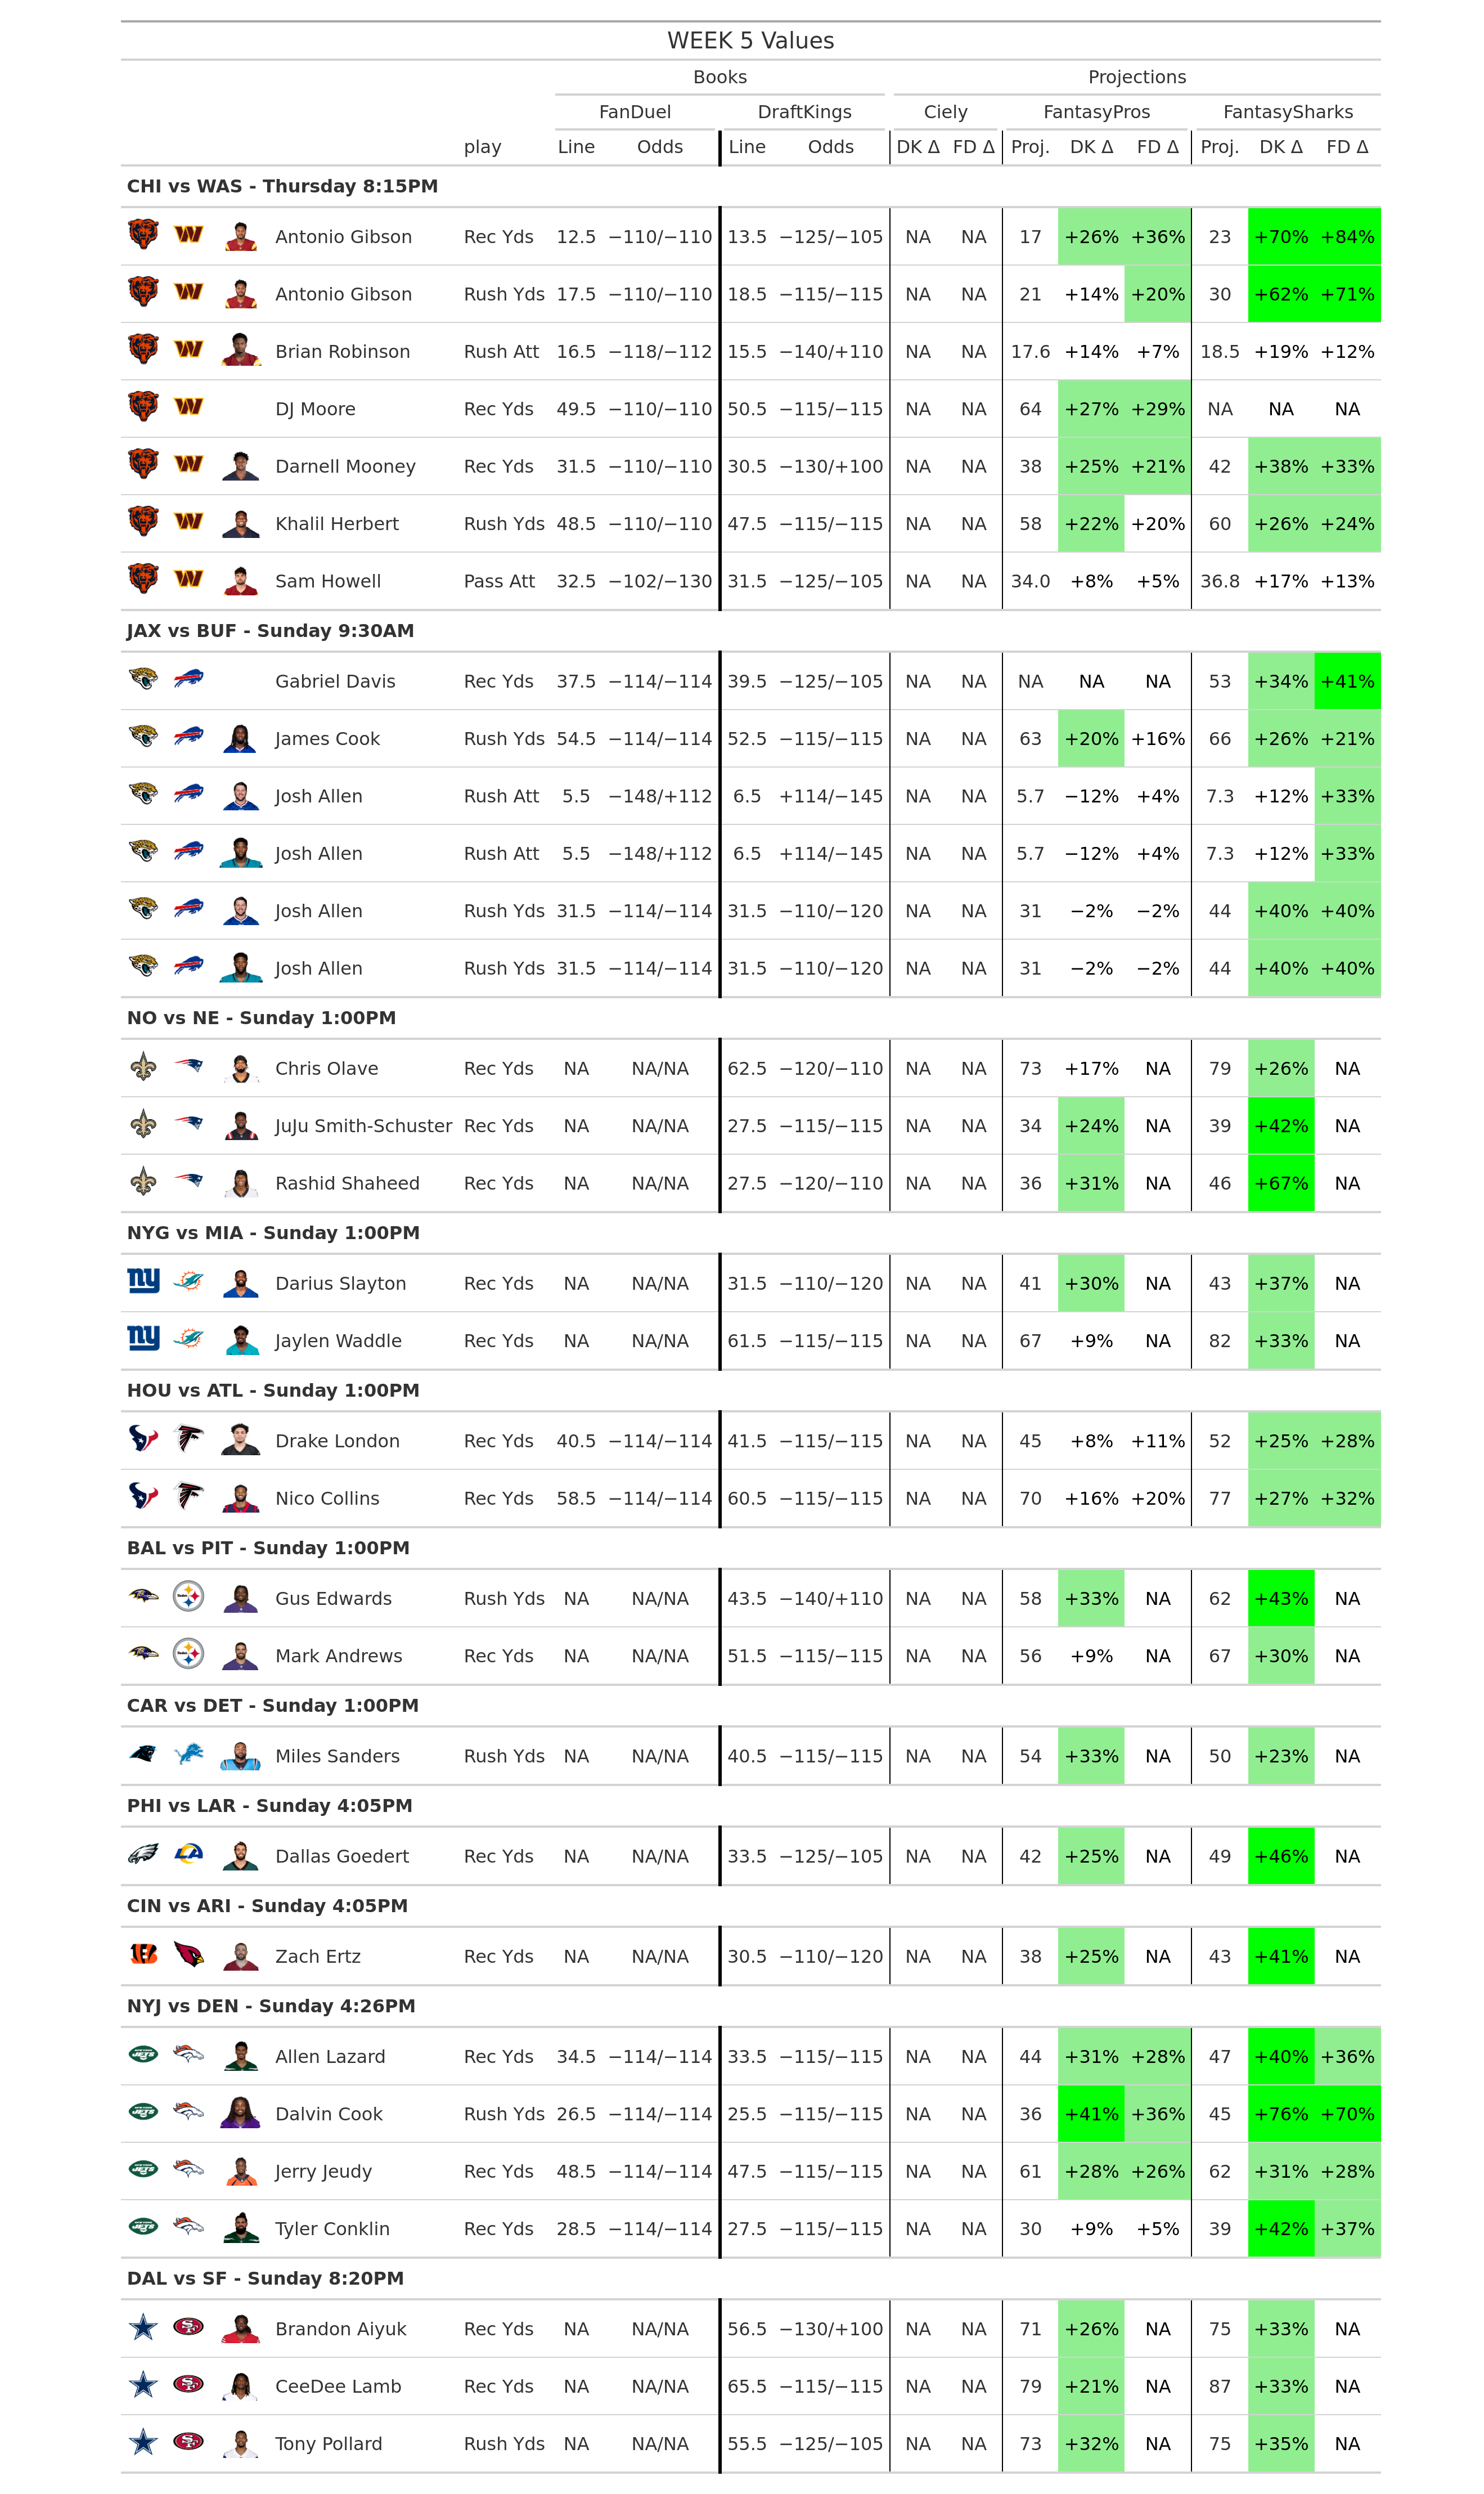 WEEK 5 Values
Books Projections
FanDuel DraftKings Ciely FantasyPros FantasySharks
play Line Odds Line Odds DK Δ FD Δ Proj. DK Δ FD Δ Proj. DK Δ FD Δ
CHI vs WAS - Thursday 8:15PM
Antonio Gibson Rec Yds 12.5 −110/−110 13.5 −125/−105 NA NA 17 +26% +36% 23 +70% +84%
Antonio Gibson Rush Yds 17.5 −110/−110 18.5 −115/−115 NA NA 21 +14% +20% 30 +62% +71%
Brian Robinson Rush Att 16.5 −118/−112 15.5 −140/+110 NA NA 17.6 +14% +7% 18.5 +19% +12%
DJ Moore Rec Yds 49.5 −110/−110 50.5 −115/−115 NA NA 64 +27% +29% NA NA NA
Darnell Mooney Rec Yds 31.5 −110/−110 30.5 −130/+100 NA NA 38 +25% +21% 42 +38% +33%
Khalil Herbert Rush Yds 48.5 −110/−110 47.5 −115/−115 NA NA 58 +22% +20% 60 +26% +24%
Sam Howell Pass Att 32.5 −102/−130 31.5 −125/−105 NA NA 34.0 +8% +5% 36.8 +17% +13%
JAX vs BUF - Sunday 9:30AM
Gabriel Davis Rec Yds 37.5 −114/−114 39.5 −125/−105 NA NA NA NA NA 53 +34% +41%
James Cook Rush Yds 54.5 −114/−114 52.5 −115/−115 NA NA 63 +20% +16% 66 +26% +21%
Josh Allen Rush Att 5.5 −148/+112 6.5 +114/−145 NA NA 5.7 −12% +4% 7.3 +12% +33%
Josh Allen Rush Att 5.5 −148/+112 6.5 +114/−145 NA NA 5.7 −12% +4% 7.3 +12% +33%
Josh Allen Rush Yds 31.5 −114/−114 31.5 −110/−120 NA NA 31 −2% −2% 44 +40% +40%
Josh Allen Rush Yds 31.5 −114/−114 31.5 −110/−120 NA NA 31 −2% −2% 44 +40% +40%
NO vs NE - Sunday 1:00PM
Chris Olave Rec Yds NA NA/NA 62.5 −120/−110 NA NA 73 +17% NA 79 +26% NA
JuJu Smith-Schuster Rec Yds NA NA/NA 27.5 −115/−115 NA NA 34 +24% NA 39 +42% NA
Rashid Shaheed Rec Yds NA NA/NA 27.5 −120/−110 NA NA 36 +31% NA 46 +67% NA
NYG vs MIA - Sunday 1:00PM
Darius Slayton Rec Yds NA NA/NA 31.5 −110/−120 NA NA 41 +30% NA 43 +37% NA
Jaylen Waddle Rec Yds NA NA/NA 61.5 −115/−115 NA NA 67 +9% NA 82 +33% NA
HOU vs ATL - Sunday 1:00PM
Drake London Rec Yds 40.5 −114/−114 41.5 −115/−115 NA NA 45 +8% +11% 52 +25% +28%
Nico Collins Rec Yds 58.5 −114/−114 60.5 −115/−115 NA NA 70 +16% +20% 77 +27% +32%
BAL vs PIT - Sunday 1:00PM
Gus Edwards Rush Yds NA NA/NA 43.5 −140/+110 NA NA 58 +33% NA 62 +43% NA
Mark Andrews Rec Yds NA NA/NA 51.5 −115/−115 NA NA 56 +9% NA 67 +30% NA
CAR vs DET - Sunday 1:00PM
Miles Sanders Rush Yds NA NA/NA 40.5 −115/−115 NA NA 54 +33% NA 50 +23% NA
PHI vs LAR - Sunday 4:05PM
Dallas Goedert Rec Yds NA NA/NA 33.5 −125/−105 NA NA 42 +25% NA 49 +46% NA
CIN vs ARI - Sunday 4:05PM
Zach Ertz Rec Yds NA NA/NA 30.5 −110/−120 NA NA 38 +25% NA 43 +41% NA
NYJ vs DEN - Sunday 4:26PM
Allen Lazard Rec Yds 34.5 −114/−114 33.5 −115/−115 NA NA 44 +31% +28% 47 +40% +36%
Dalvin Cook Rush Yds 26.5 −114/−114 25.5 −115/−115 NA NA 36 +41% +36% 45 +76% +70%
Jerry Jeudy Rec Yds 48.5 −114/−114 47.5 −115/−115 NA NA 61 +28% +26% 62 +31% +28%
Tyler Conklin Rec Yds 28.5 −114/−114 27.5 −115/−115 NA NA 30 +9% +5% 39 +42% +37%
DAL vs SF - Sunday 8:20PM
Brandon Aiyuk Rec Yds NA NA/NA 56.5 −130/+100 NA NA 71 +26% NA 75 +33% NA
CeeDee Lamb Rec Yds NA NA/NA 65.5 −115/−115 NA NA 79 +21% NA 87 +33% NA
Tony Pollard Rush Yds NA NA/NA 55.5 −125/−105 NA NA 73 +32% NA 75 +35% NA